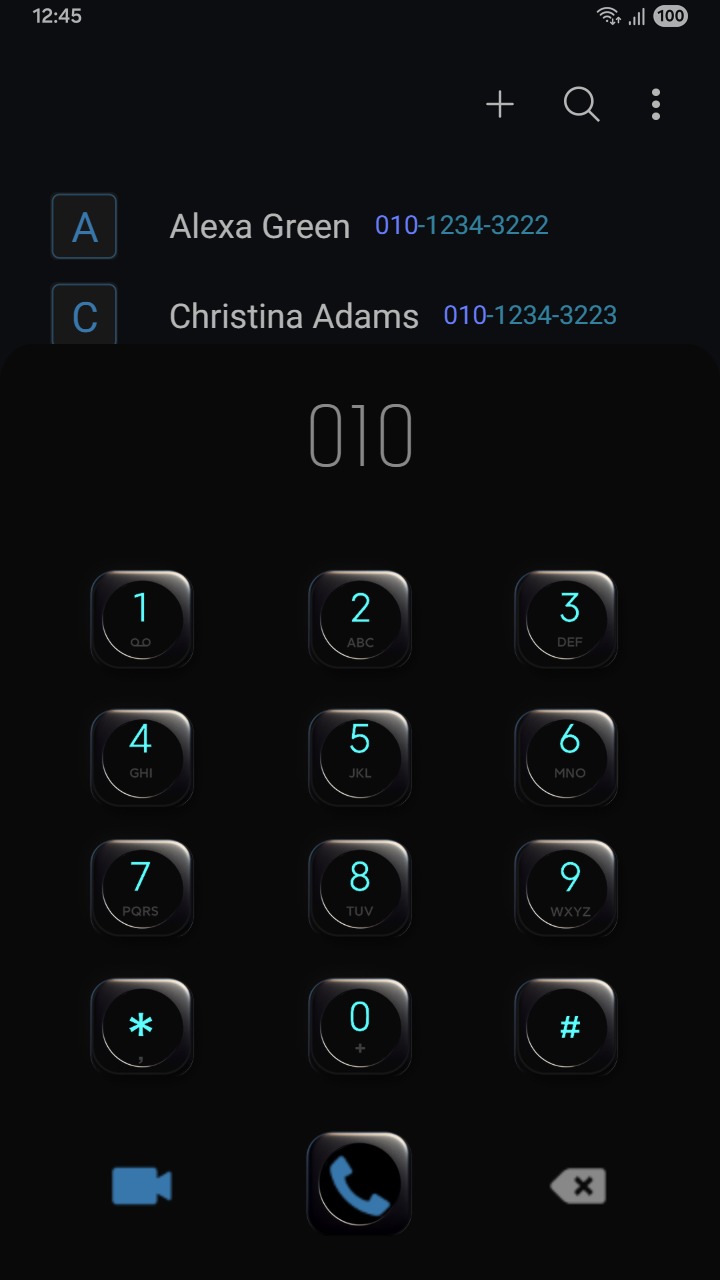 12:45 100
A Alexa Green 010-1234-3222
C Christina Adams 010-1234-3223
010
1 2 3
ABC DEF
4 5 6
GHI JKL MNO
7 8 9
PQRS TUV WXYZ
* 0 #
, +